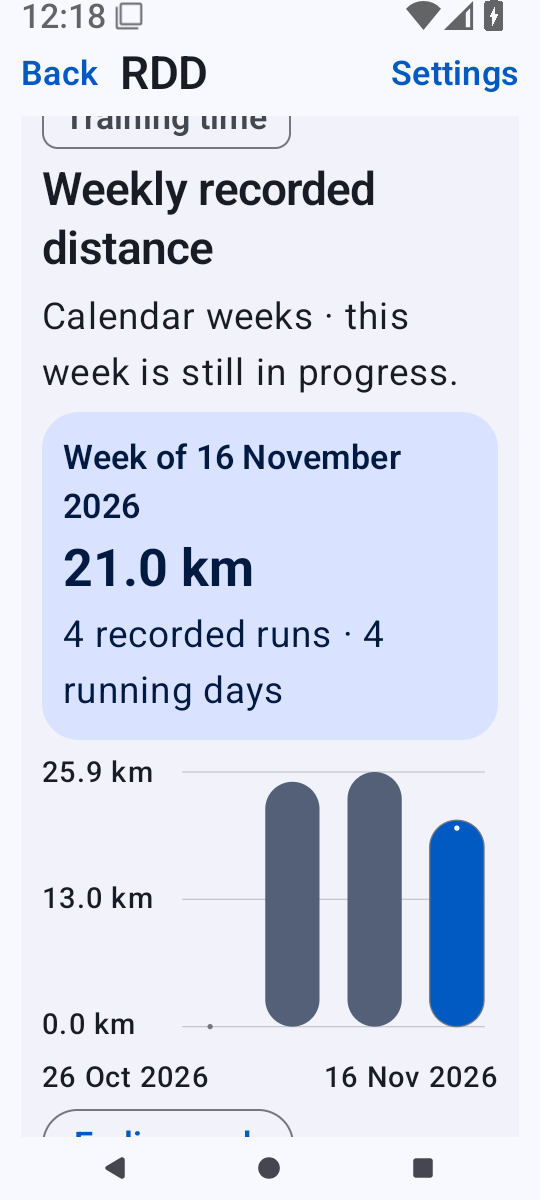 12:18
Back RDD Settings
Training time
Weekly recorded
distance
Calendar weeks · this
week is still in progress.
Week of 16 November
2026
21.0 km
4 recorded runs · 4
running days
25.9 km
13.0 km
0.0 km
26 Oct 2026 16 Nov 2026